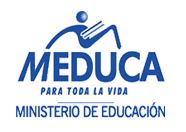 MEDUCA
PARA TODA LA VIDA
MINISTERIO DE EDUCACIÓN